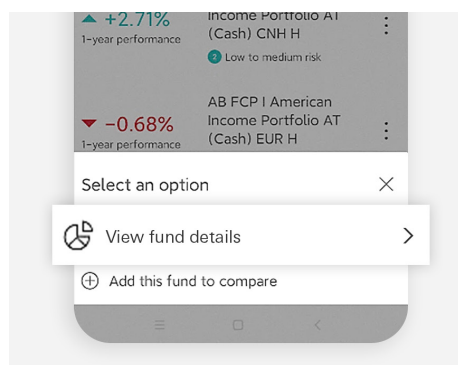 +2.71%
1-year performance
Income Portfolio AT
(Cash) CNH H
2 Low to medium risk
-0.68%
1-year performance
AB FCP I American
Income Portfolio AT
(Cash) EUR H
Select an option
View fund details
Add this fund to compare